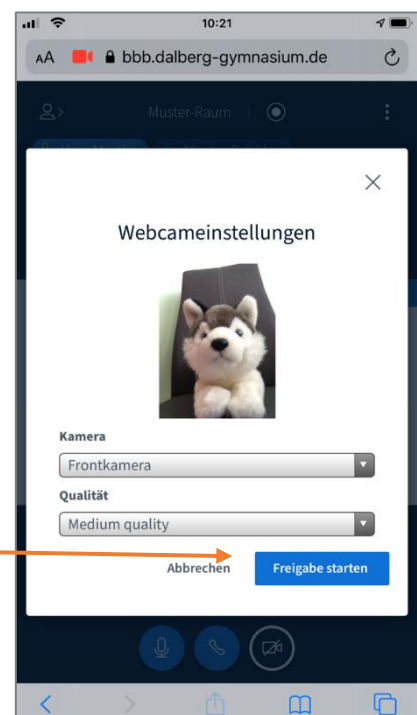 10:21
AA bbb.dalberg-gymnasium.de
Muster-Raum
Webcameinstellungen
Kamera
Frontkamera
Qualität
Medium quality
Abbrechen Freigabe starten